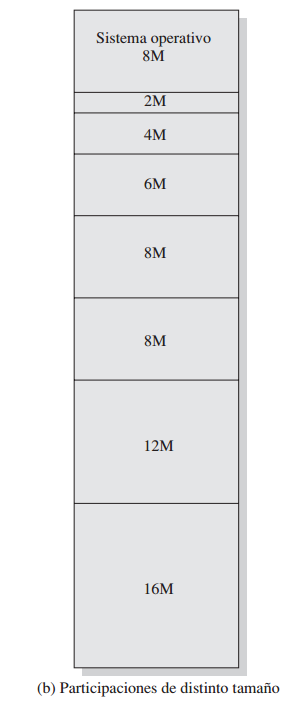 Sistema operativo
8M
2M
4M
6M
8M
8M
12M
16M
(b) Participaciones de distinto tamaño